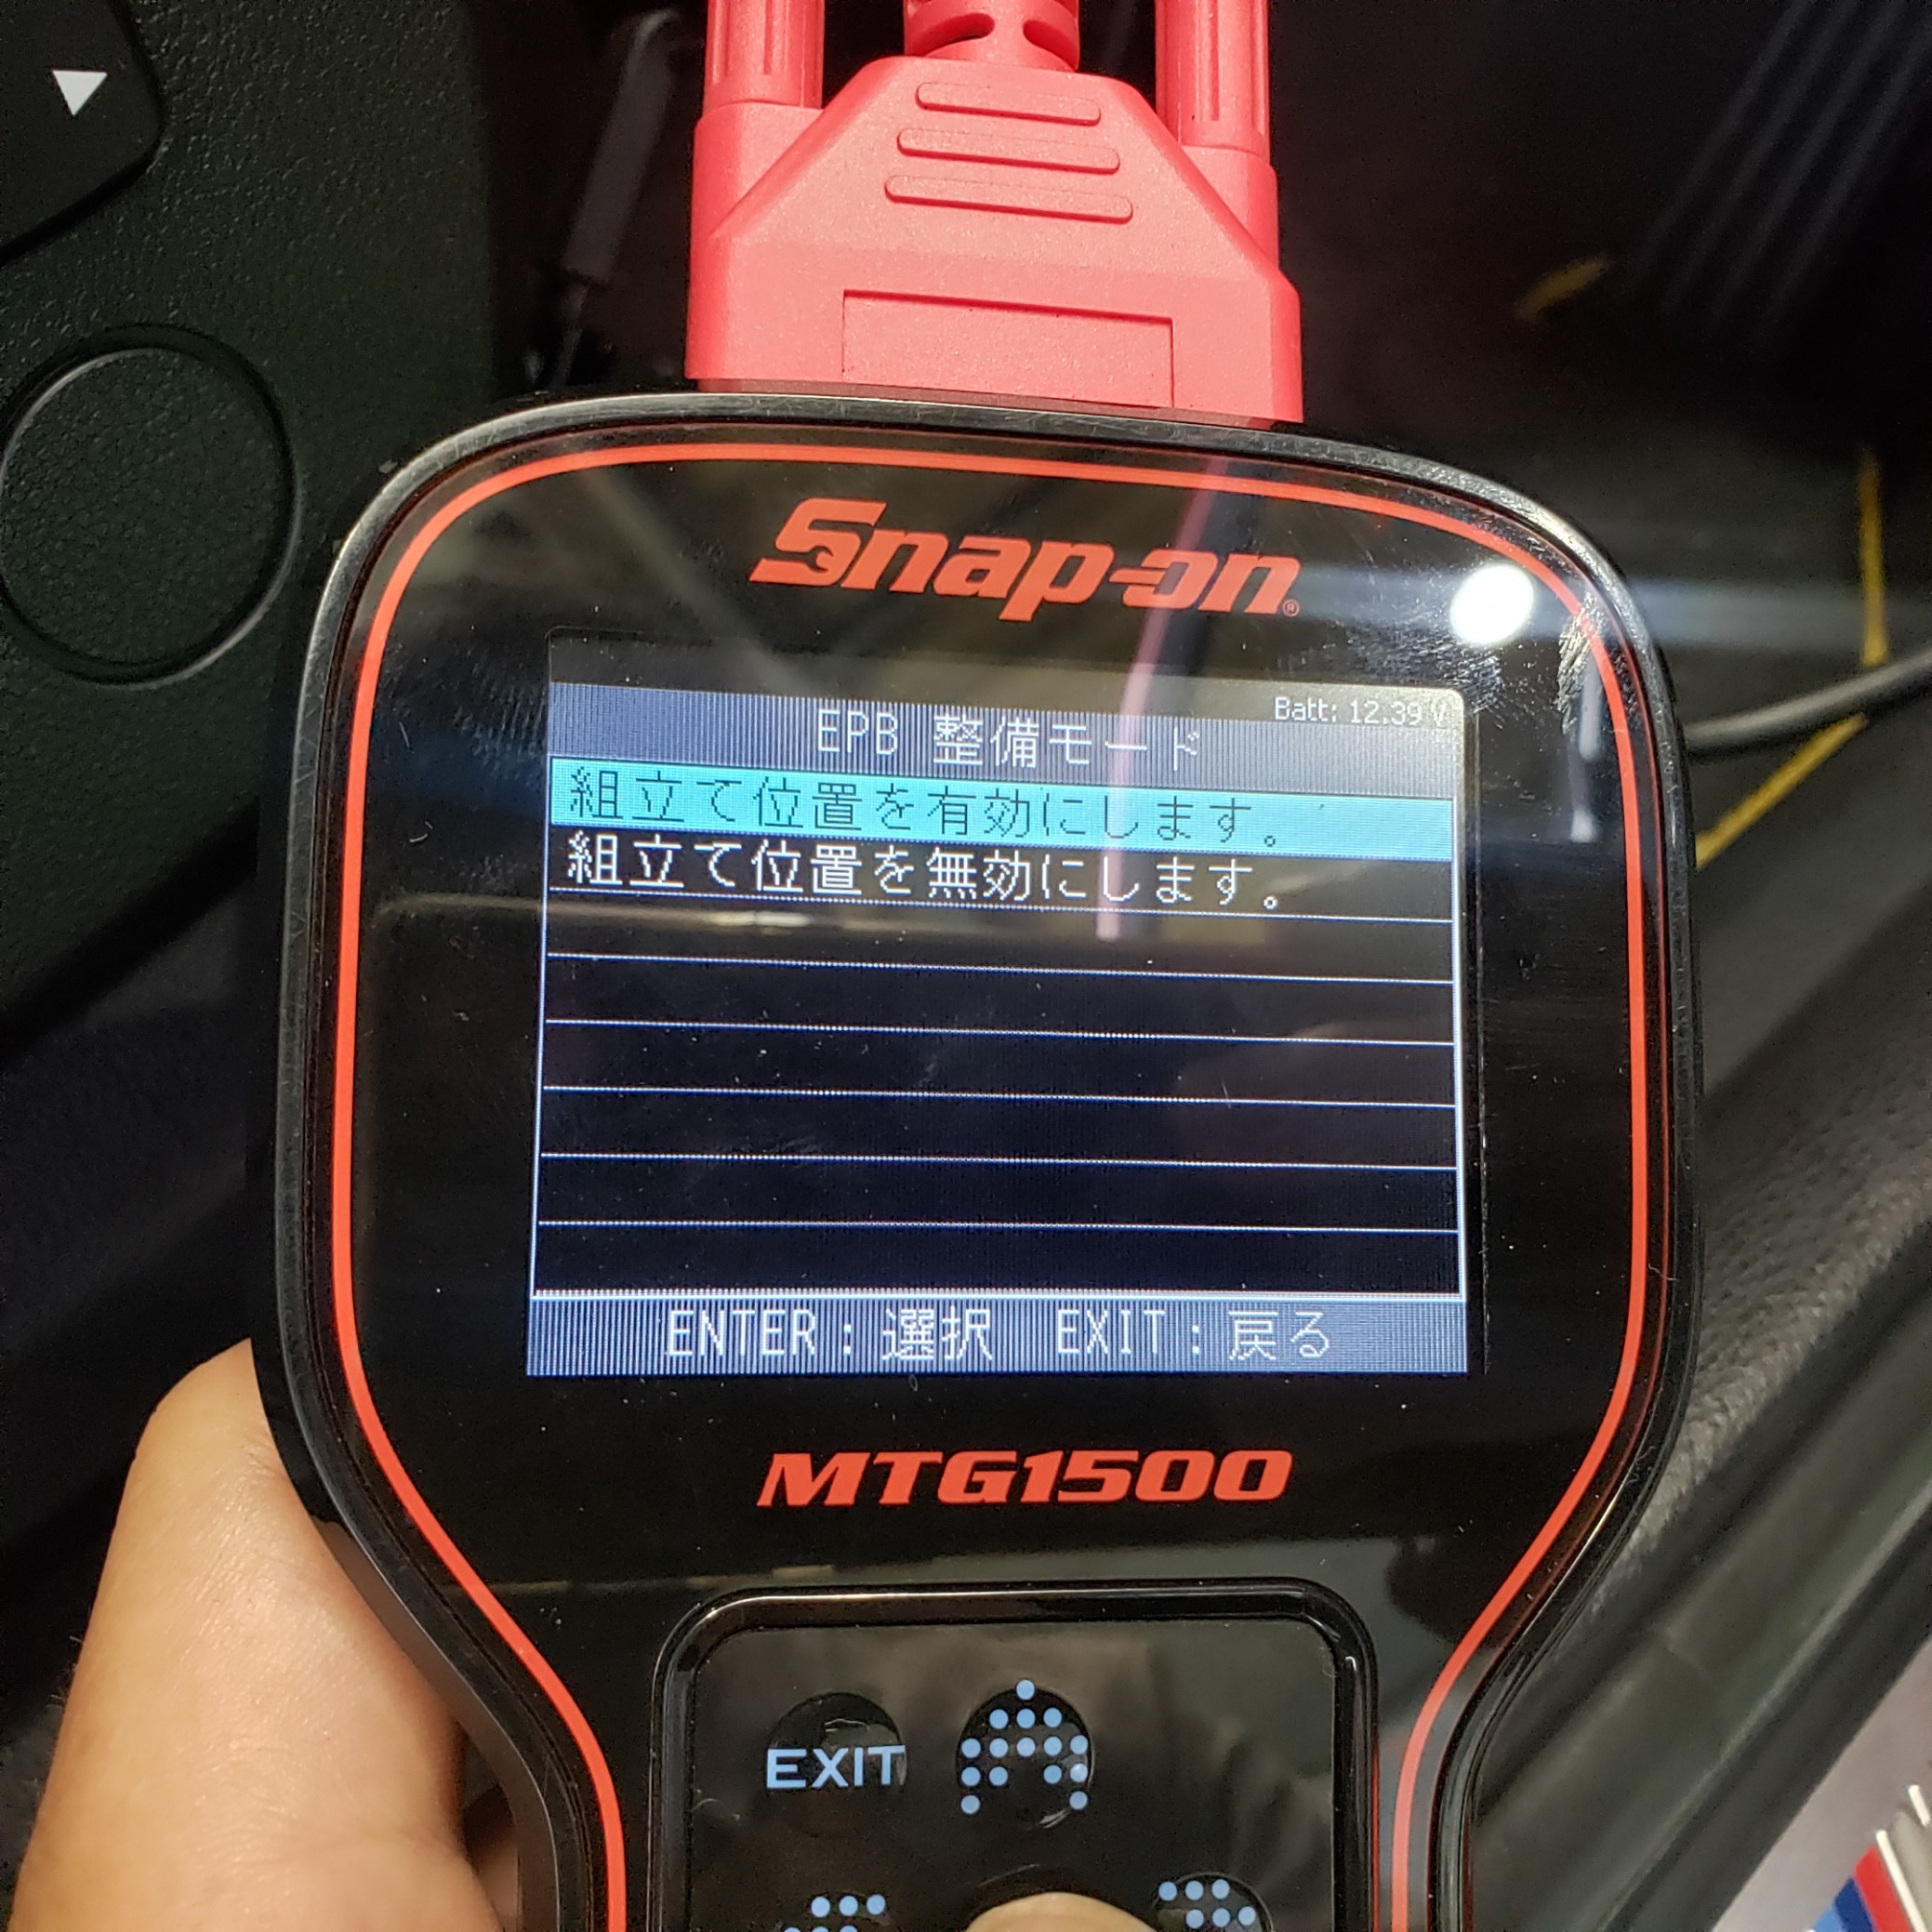 Snap-on®
Batt: 12.39 V
EPB 整備モード
組立て位置を有効にします。
組立て位置を無効にします。
ENTER : 選択 EXIT : 戻る
MTG1500
EXIT